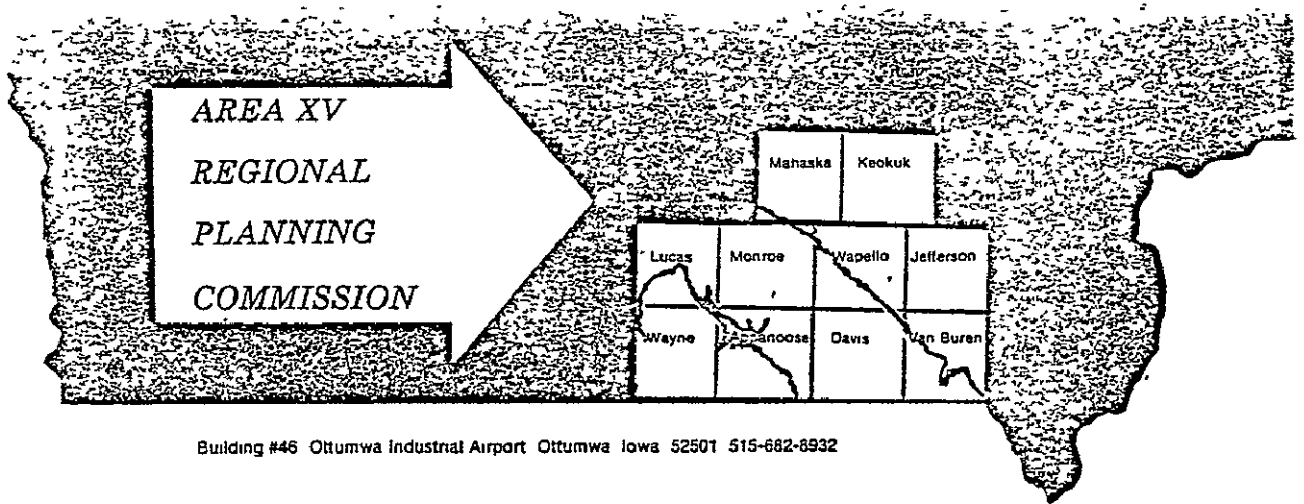 AREA XV
REGIONAL
PLANNING
COMMISSION
Mahaska Keokuk
Lucas Monroe Wapello Jefferson
Wayne Appanoose Davis Van Buren
Building #46 Ottumwa Industrial Airport Ottumwa Iowa 52501 515-682-8932